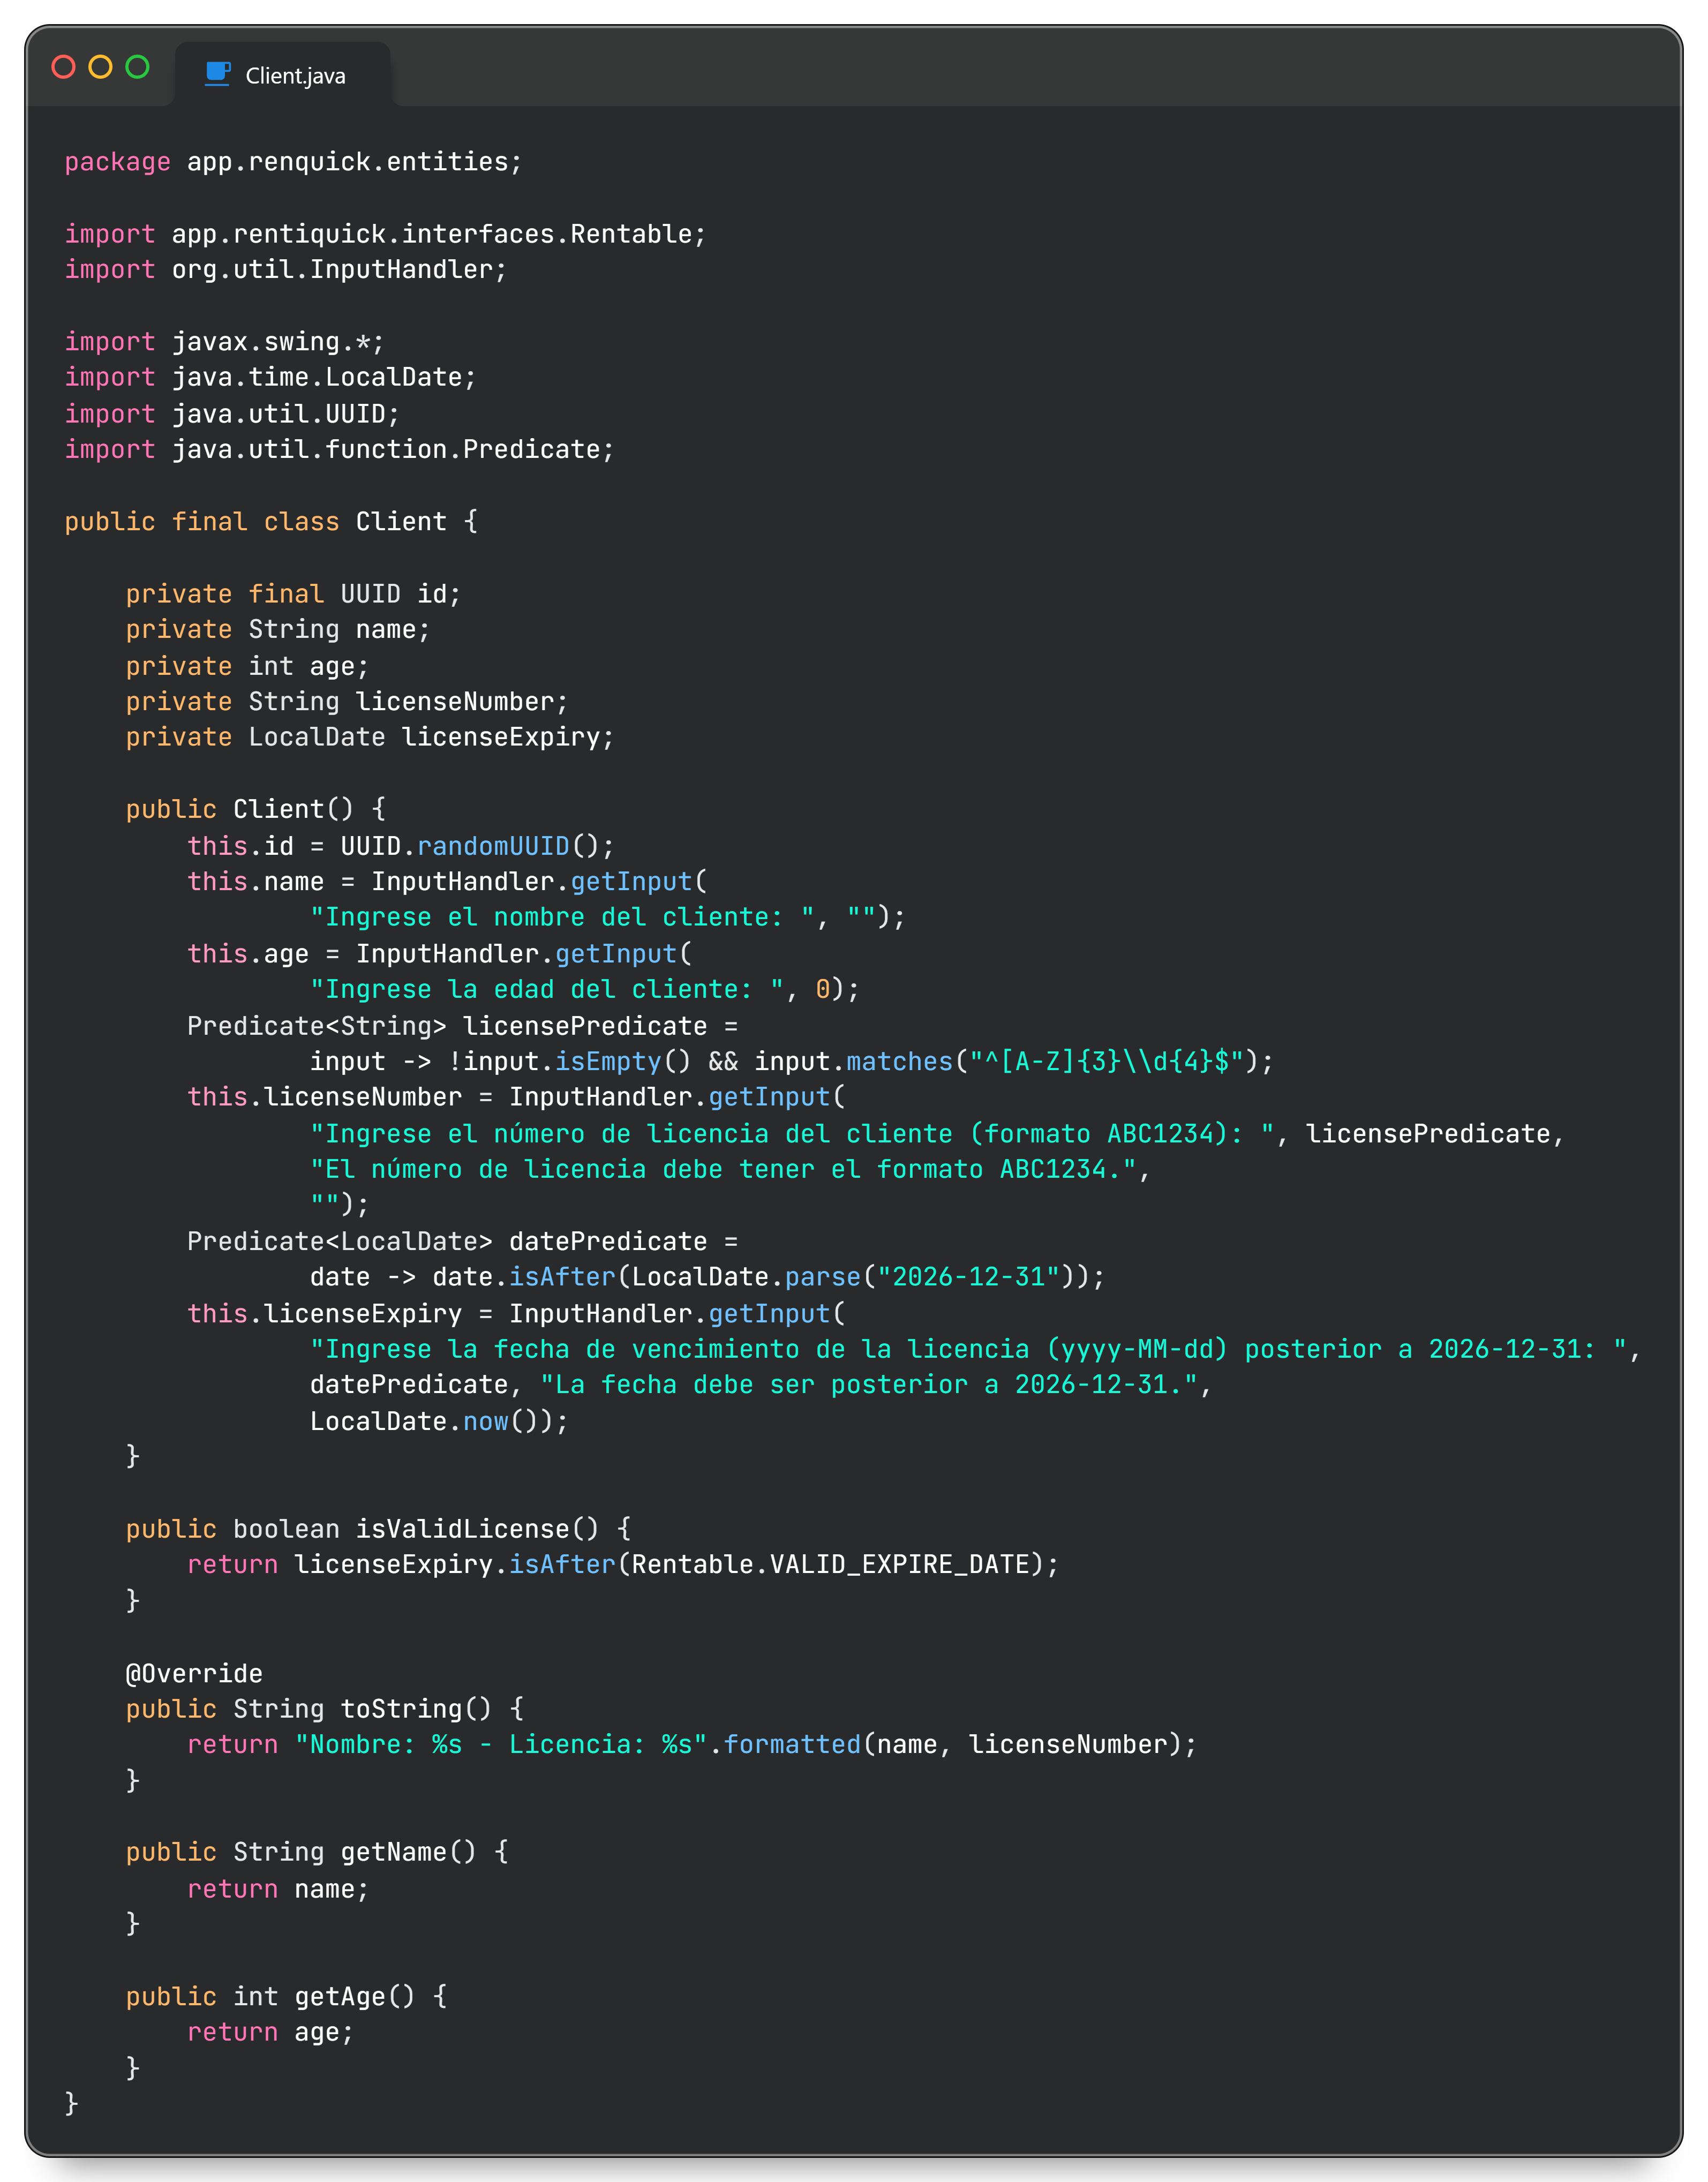 Client.java
package app.renquick.entities;
import app.rentiquick.interfaces.Rentable;
import org.util.InputHandler;
import javax.swing.*;
import java.time.LocalDate;
import java.util.UUID;
import java.util.function.Predicate;
public final class Client {
private final UUID id;
private String name;
private int age;
private String licenseNumber;
private LocalDate licenseExpiry;
public Client() {
this.id = UUID.randomUUID();
this.name = InputHandler.getInput(
"Ingrese el nombre del cliente: ", "");
this.age = InputHandler.getInput(
"Ingrese la edad del cliente: ", 0);
Predicate<String> licensePredicate =
input -> !input.isEmpty() && input.matches("^[A-Z]{3}\\d{4}$");
this.licenseNumber = InputHandler.getInput(
"Ingrese el número de licencia del cliente (formato ABC1234): ", licensePredicate,
"El número de licencia debe tener el formato ABC1234.",
"");
Predicate<LocalDate> datePredicate =
date -> date.isAfter(LocalDate.parse("2026-12-31"));
this.licenseExpiry = InputHandler.getInput(
"Ingrese la fecha de vencimiento de la licencia (yyyy-MM-dd) posterior a 2026-12-31: ",
datePredicate, "La fecha debe ser posterior a 2026-12-31.",
LocalDate.now());
}
public boolean isValidLicense() {
return licenseExpiry.isAfter(Rentable.VALID_EXPIRE_DATE);
}
@Override
public String toString() {
return "Nombre: %s - Licencia: %s".formatted(name, licenseNumber);
}
public String getName() {
return name;
}
public int getAge() {
return age;
}
}